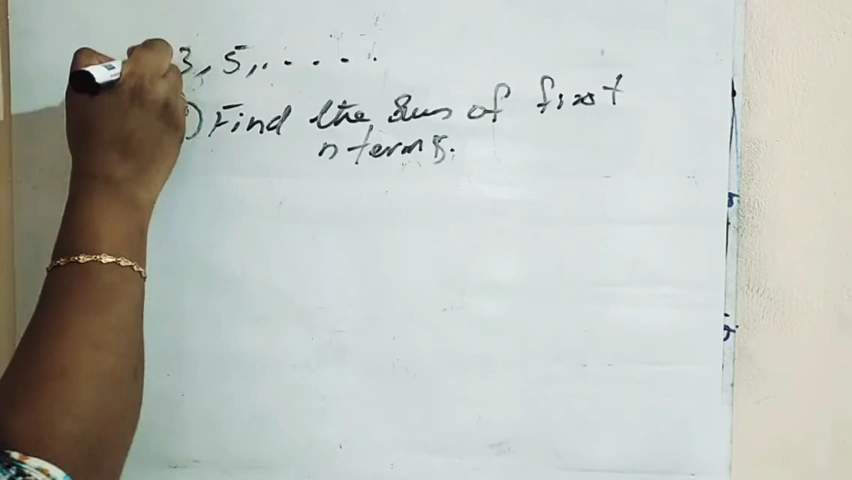 3, 5, .....
) Find the Sum of first
n terms.